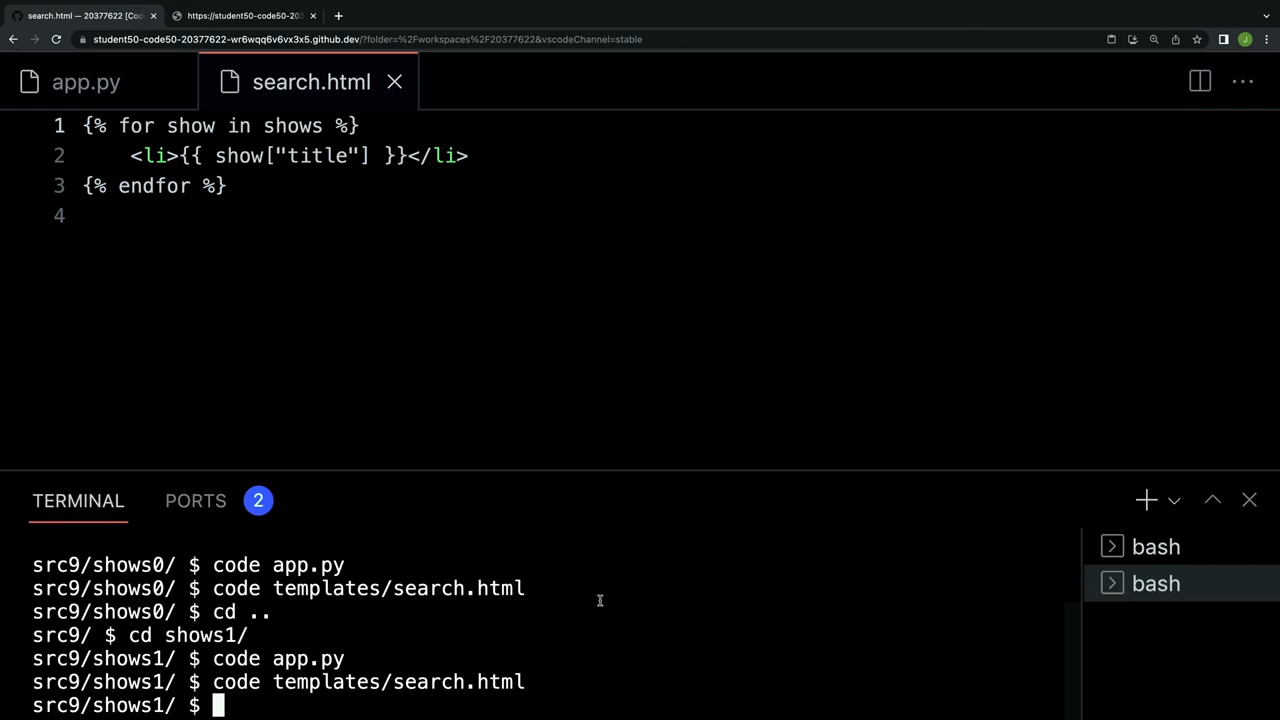 search.html — 20377622 [Cod
https://student50-code50-203
student50-code50-20377622-wr6wqq6v6vx3x5.github.dev/?folder=%2Fworkspaces%2F20377622&vscodeChannel=stable
J
app.py
search.html
1 {% for show in shows %}
2 <li>{{ show["title"] }}</li>
3 {% endfor %}
4
TERMINAL
PORTS 2
src9/shows0/ $ code app.py
src9/shows0/ $ code templates/search.html
src9/shows0/ $ cd ..
src9/ $ cd shows1/
src9/shows1/ $ code app.py
src9/shows1/ $ code templates/search.html
src9/shows1/ $
bash
bash